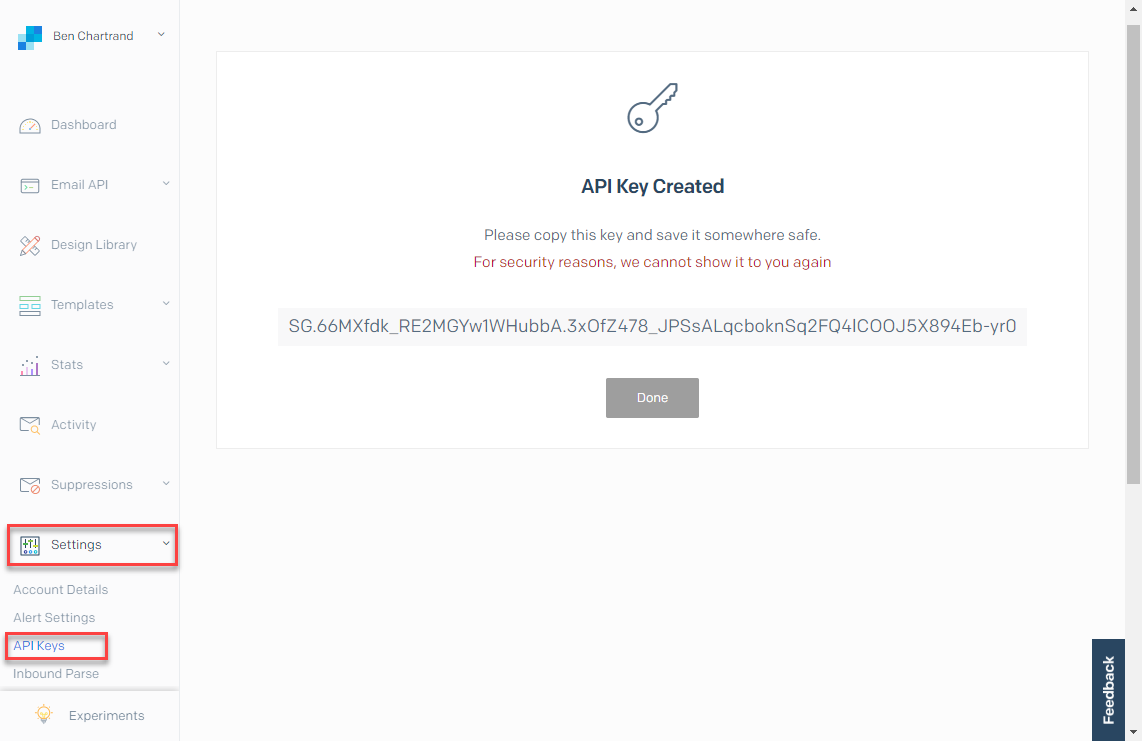 Ben Chartrand
Dashboard
Email API
Design Library
Templates
Stats
Activity
Suppressions
Settings
Account Details
Alert Settings
API Keys
Inbound Parse
Experiments
API Key Created
Please copy this key and save it somewhere safe.
For security reasons, we cannot show it to you again
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
Done
Feedback